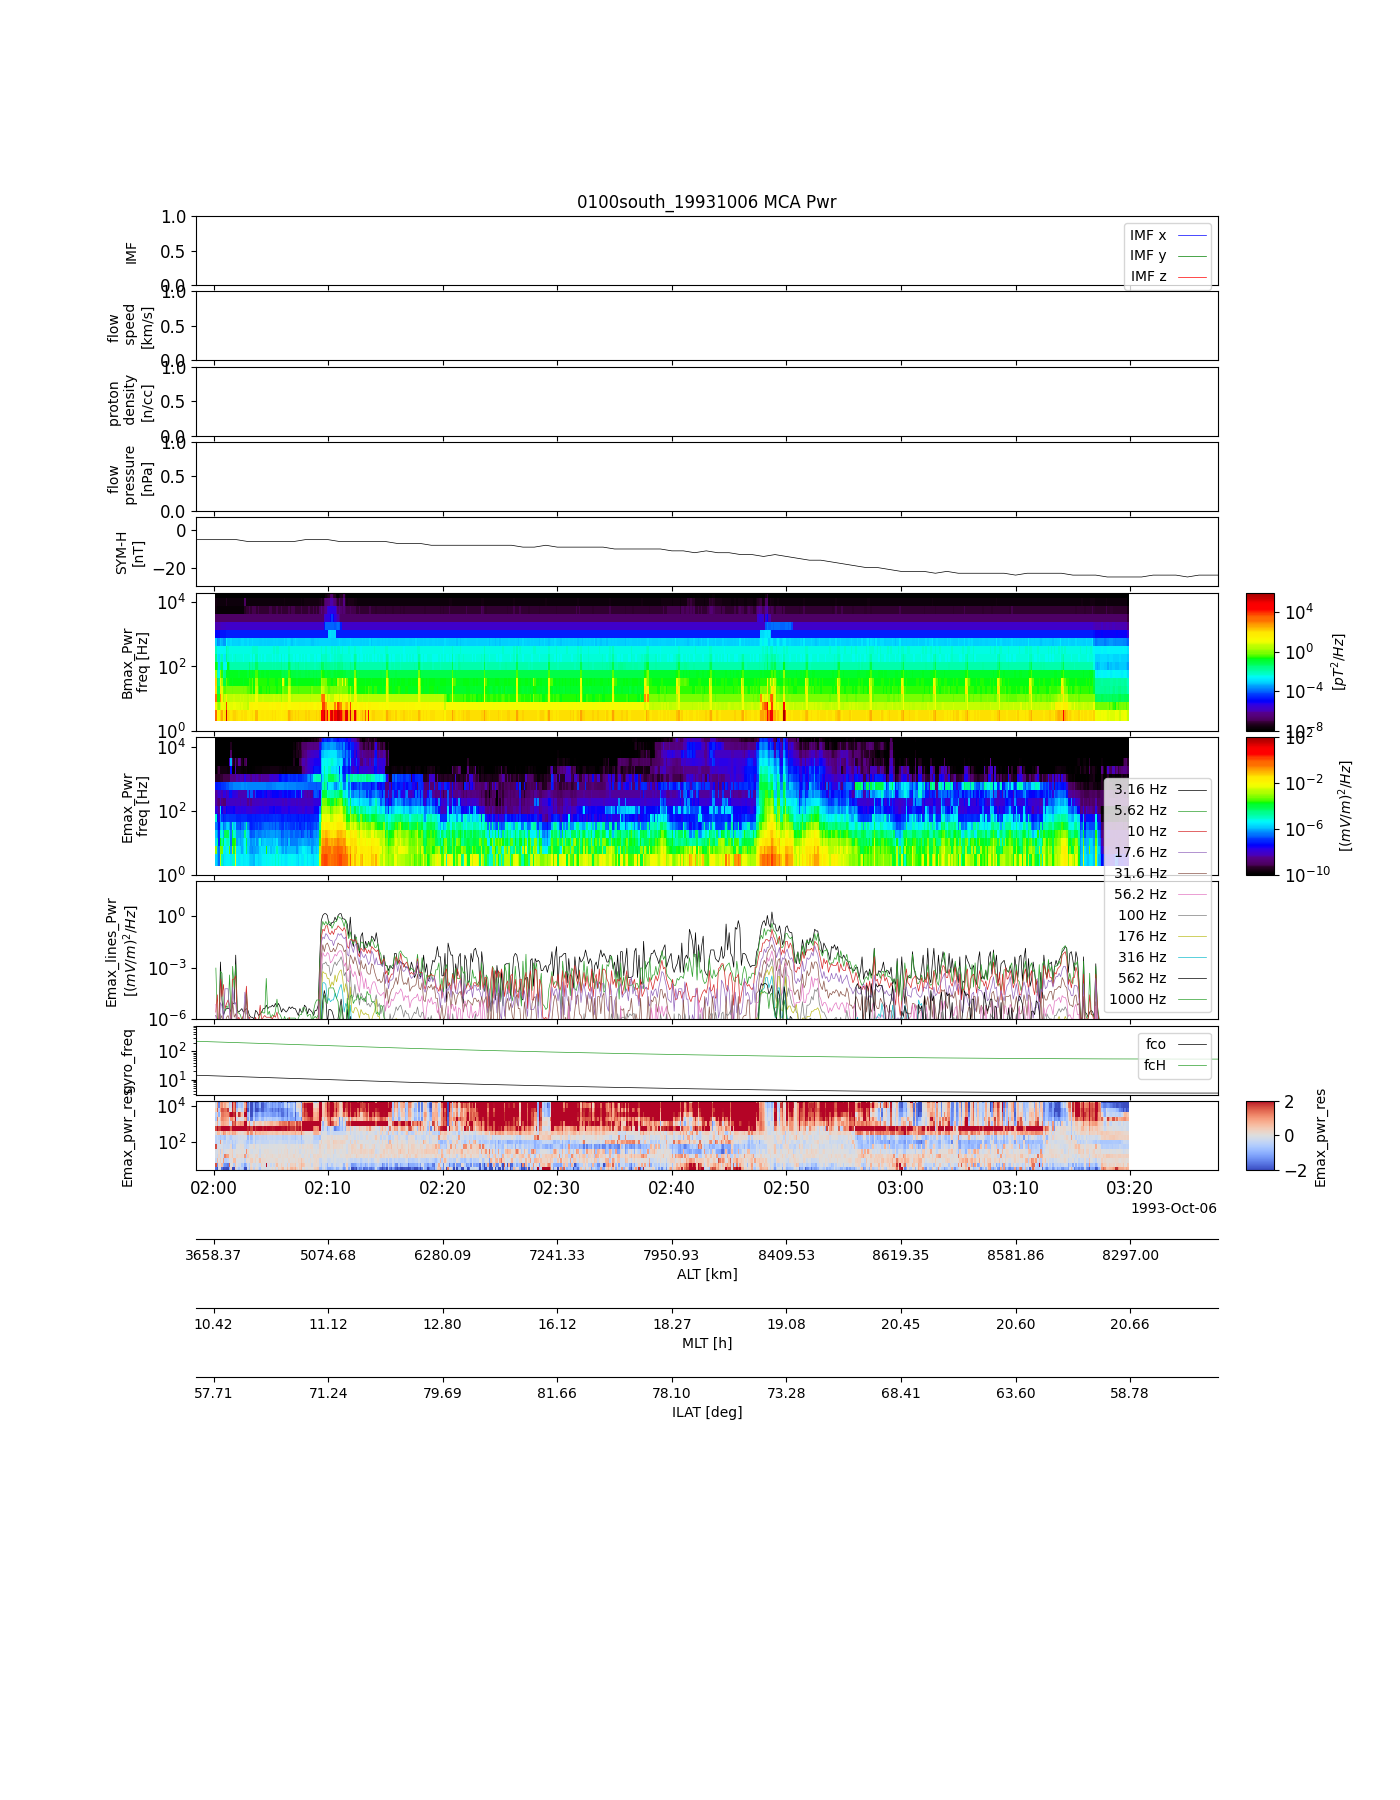 0100south_19931006 MCA Pwr
1.0
0.5
0.0
IMF
IMF x
IMF y
IMF z
1.0
0.5
0.0
flow
speed
[km/s]
1.0
0.5
0.0
proton
density
[n/cc]
1.0
0.5
0.0
flow
pressure
[nPa]
0
−20
SYM-H
[nT]
10^4
10^2
10^0
Bmax_Pwr
freq [Hz]
10^4
10^0
10^-4
10^-8
[pT^2/Hz]
10^4
10^2
10^0
Emax_Pwr
freq [Hz]
10^2
10^-2
10^-6
10^-10
[(mV/m)^2/Hz]
3.16 Hz
5.62 Hz
10 Hz
17.6 Hz
31.6 Hz
56.2 Hz
100 Hz
176 Hz
316 Hz
562 Hz
1000 Hz
10^0
10^-3
10^-6
Emax_lines_Pwr
[(mV/m)^2/Hz]
10^2
10^1
gyro_freq
fco
fcH
10^4
10^2
Emax_pwr_res
2
0
−2
Emax_pwr_res
02:00 02:10 02:20 02:30 02:40 02:50 03:00 03:10 03:20
1993-Oct-06
3658.37 5074.68 6280.09 7241.33 7950.93 8409.53 8619.35 8581.86 8297.00
ALT [km]
10.42 11.12 12.80 16.12 18.27 19.08 20.45 20.60 20.66
MLT [h]
57.71 71.24 79.69 81.66 78.10 73.28 68.41 63.60 58.78
ILAT [deg]